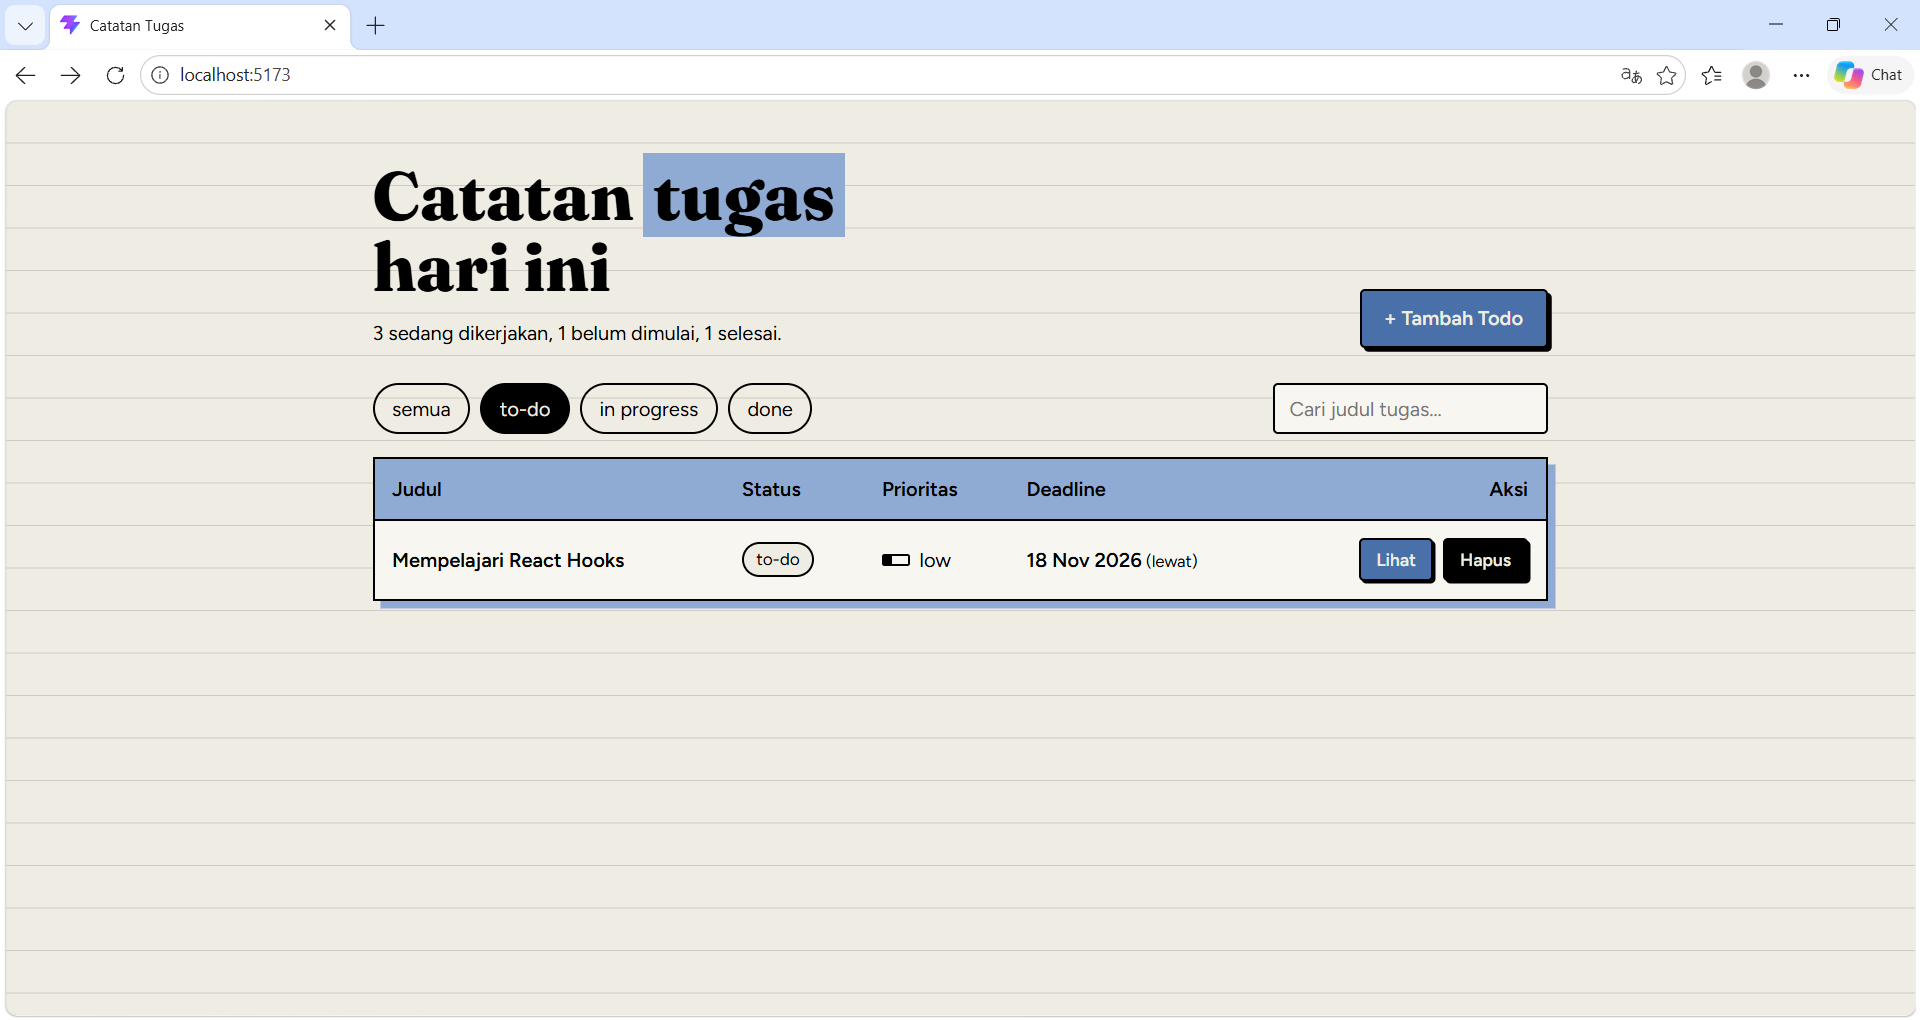 Catatan Tugas
localhost:5173
Chat
Catatan tugas
hari ini
3 sedang dikerjakan, 1 belum dimulai, 1 selesai.
+ Tambah Todo
semua to-do in progress done
Cari judul tugas...
Judul Status Prioritas Deadline Aksi
Mempelajari React Hooks to-do low 18 Nov 2026 (lewat) Lihat Hapus